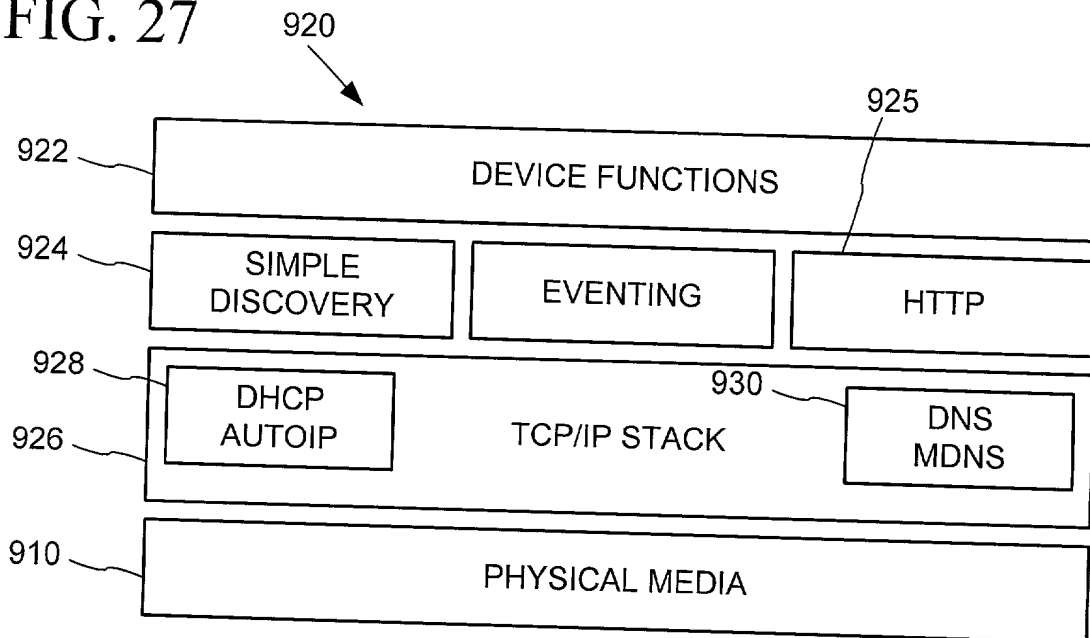 FIG. 27
920
925
922
DEVICE FUNCTIONS
924
SIMPLE
DISCOVERY
EVENTING
HTTP
928
DHCP
AUTOIP
926
TCP/IP STACK
930
DNS
MDNS
910
PHYSICAL MEDIA